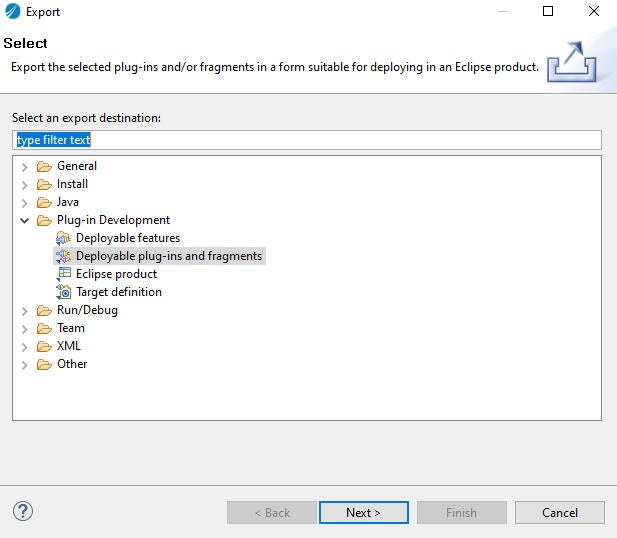 Export
Select
Export the selected plug-ins and/or fragments in a form suitable for deploying in an Eclipse product.
Select an export destination:
type filter text
General
Install
Java
Plug-in Development
Deployable features
Deployable plug-ins and fragments
Eclipse product
Target definition
Run/Debug
Team
XML
Other
?
< Back
Next >
Finish
Cancel